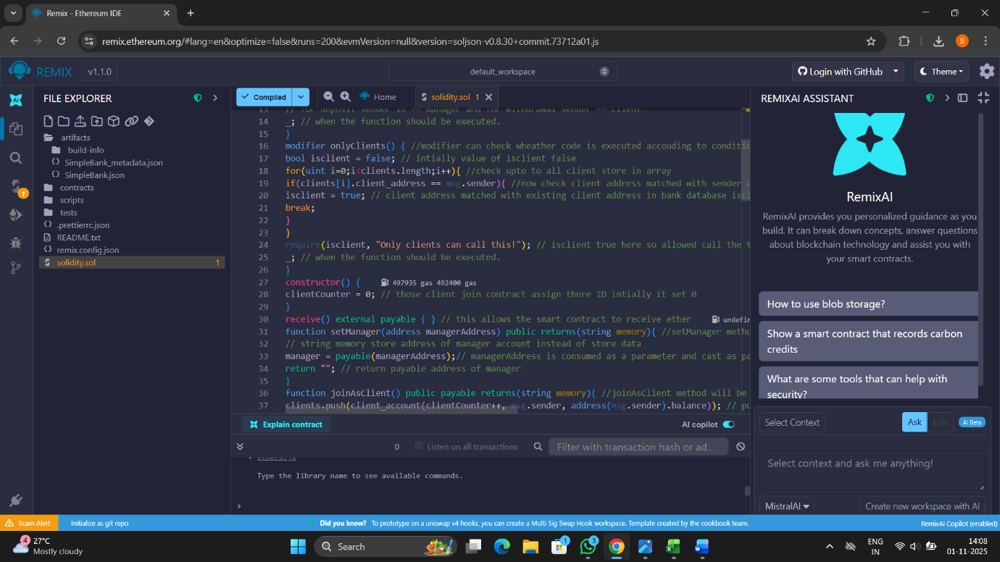 Remix - Ethereum IDE
remix.ethereum.org/#lang=en&optimize=false&runs=200&evmVersion=null&version=soljson-v0.8.30+commit.73712a01.js
S
REMIX v1.1.0
default_workspace
Login with GitHub
Theme
AI
FILE EXPLORER
artifacts
build-info
SimpleBank_metadata.json
SimpleBank.json
contracts
scripts
tests
.prettierrc.json
README.txt
remix.config.json
solidity.sol 1
1
Compiled
Home
solidity.sol 1
13 // for deposit sender is == manager and for withdrawal sender == client
14 _; // when the function should be executed.
15 }
16 modifier onlyClients() { //modifier can check wheather code is executed accouding to conditio
17 bool isclient = false; // intially value of isclient false
18 for(uint i=0;i<clients.length;i++){ //check upto to all client store in array
19 if(clients[i].client_address == msg.sender){ //now check client address matched with sender
20 isclient = true; // client address matched with existing client address in bank database iscl
21 break;
22 }
23 }
24 require(isclient, "Only clients can call this!"); // isclient true here so allowed call the t
25 _; // when the function should be executed.
26 }
27 constructor() { 497935 gas 492400 gas
28 clientCounter = 0; // those client join contract assign there ID intially it set 0
29 }
30 receive() external payable { } // this allows the smart contract to receive ether undefin
31 function setManager(address managerAddress) public returns(string memory){ //setManager metho
32 // string memory store address of manager account instead of store data
33 manager = payable(managerAddress);// managerAddress is consumed as a parameter and cast as pa
34 return ""; // return payable address of manager
35 }
36 function joinAsClient() public payable returns(string memory){ //joinAsClient method will be
37 clients.push(client_account(clientCounter++, msg.sender, address(msg.sender).balance)); // pu
Explain contract
AI copilot
0
Listen on all transactions
Filter with transaction hash or ad...
ethers.js
Type the library name to see available commands.
>
REMIXAI ASSISTANT
RemixAI
RemixAI provides you personalized guidance as you
build. It can break down concepts, answer questions
about blockchain technology and assist you with
your smart contracts.
How to use blob storage?
Show a smart contract that records carbon
credits
What are some tools that can help with
security?
Select Context
Ask
Edit
AI Beta
Select context and ask me anything!
MistralAI
Create new workspace with AI
Scam Alert
Initialize as git repo
Did you know? To prototype on a uniswap v4 hooks, you can create a Multi Sig Swap Hook workspace. Template created by the cookbook team.
RemixAI Copilot (enabled)
4
27°C
Mostly cloudy
Search
1
3
ENG
IN
14:08
01-11-2025